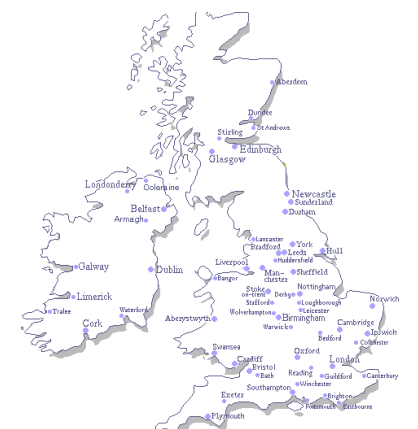 Aberdeen
Dundee
St Andrews
Stirling
Edinburgh
Glasgow
Londonderry
Coleraine
Newcastle
Sunderland
Belfast
Durham
Armagh
Lancaster
York
Bradford
Leeds
Hull
Huddersfield
Liverpool
Galway
Dublin
Man-
chester
Sheffield
Bangor
Stoke
on-trent
Derby
Nottingham
Limerick
Stafford
Loughborough
Norwich
Tralee
Waterford
Wolverhampton
Leicester
Aberystwyth
Birmingham
Cork
Warwick
Cambridge
Bedford
Ipswich
Colchester
Swansea
Oxford
Cardiff
London
Bristol
Bath
Reading
Guildford
Canterbury
Winchester
Southampton
Exeter
Brighton
Portsmouth
Eastbourne
Plymouth